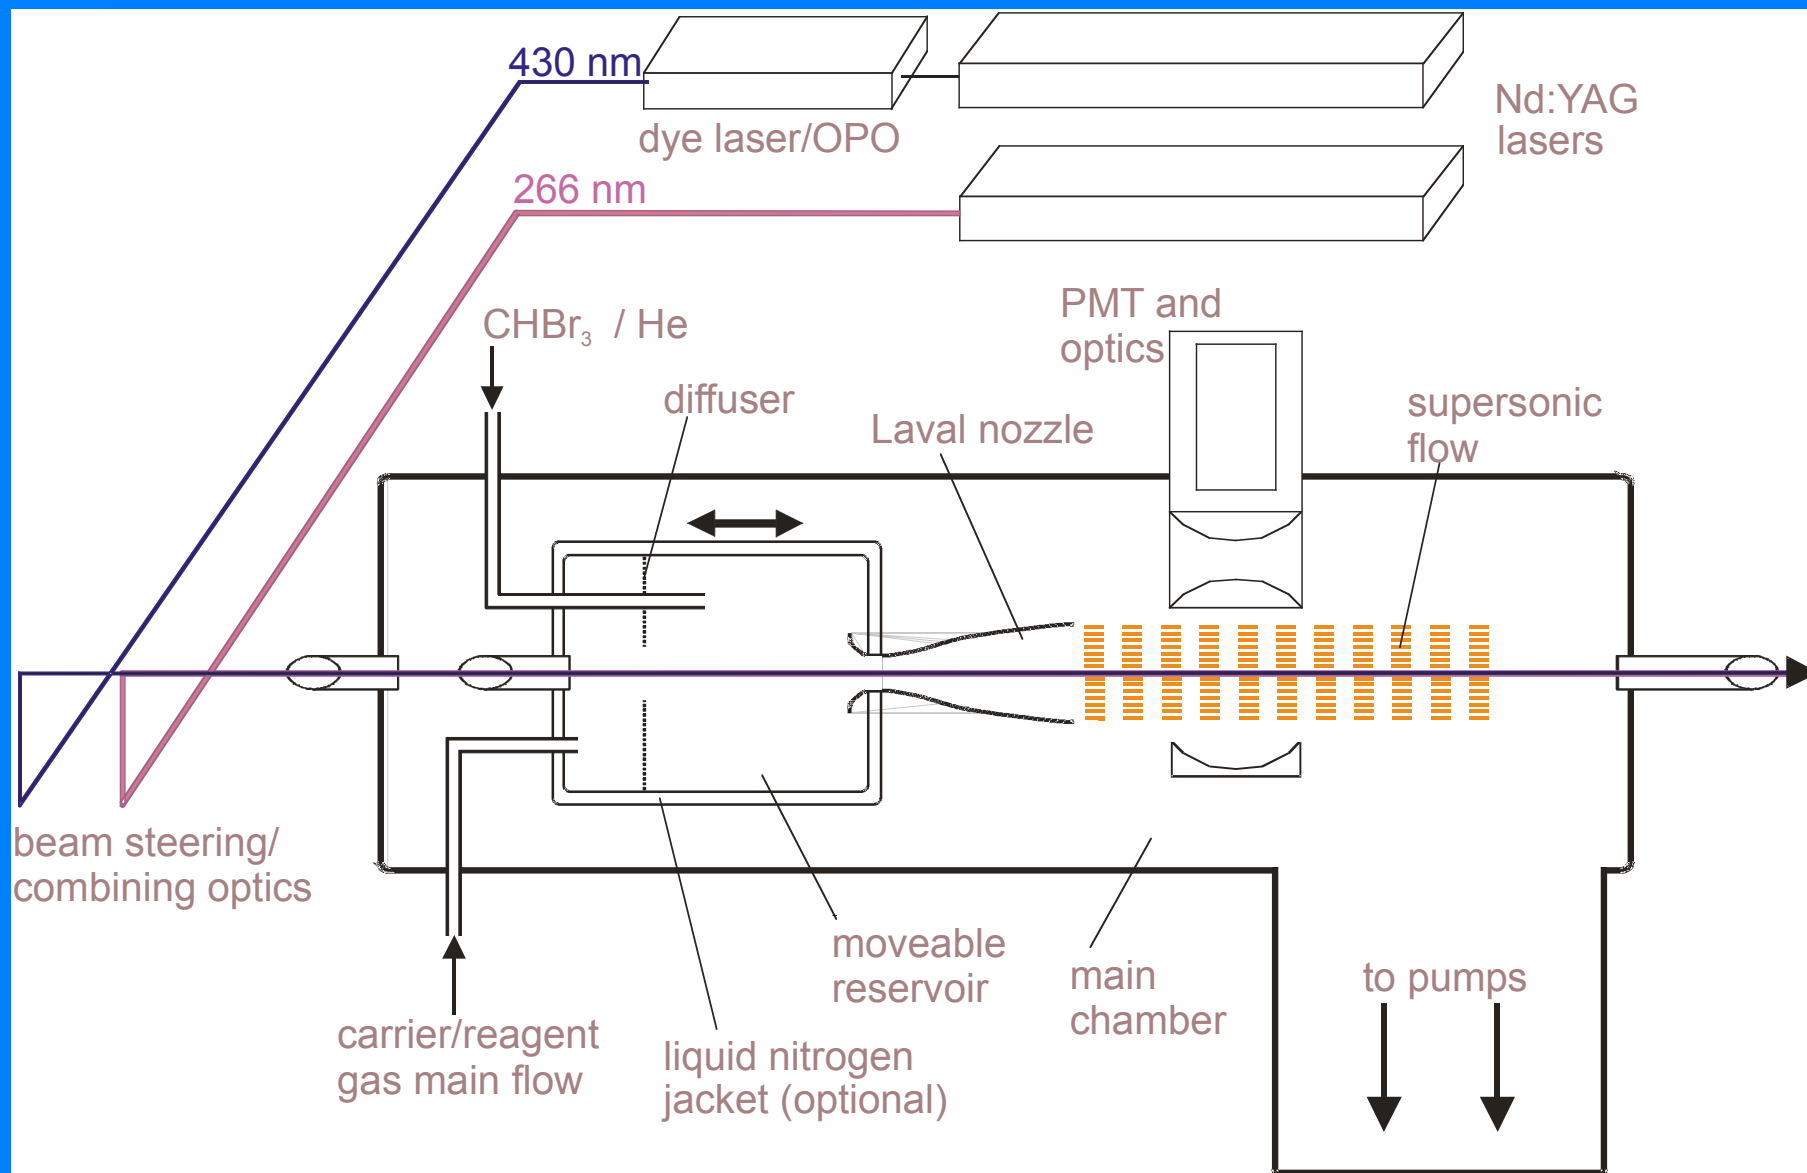 430 nm
dye laser/OPO
Nd:YAG
lasers
266 nm
CHBr₃ / He
PMT and
optics
diffuser
Laval nozzle
supersonic
flow
beam steering/
combining optics
moveable
reservoir
main
chamber
to pumps
carrier/reagent
gas main flow
liquid nitrogen
jacket (optional)